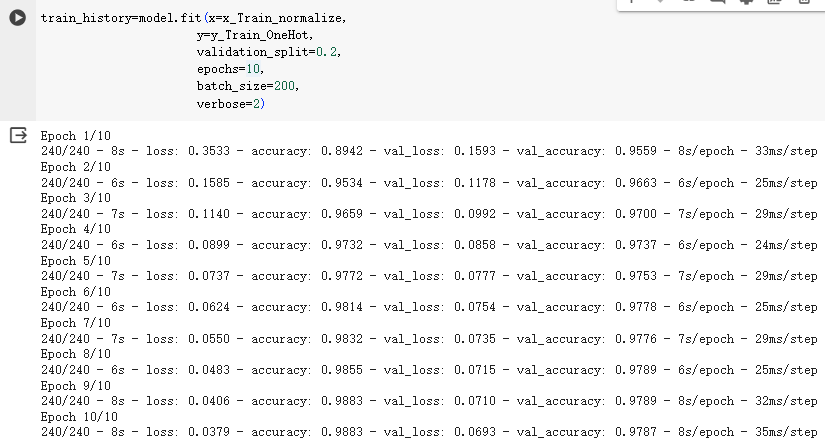 train_history=model.fit(x=x_Train_normalize,
y=y_Train_OneHot,
validation_split=0.2,
epochs=10,
batch_size=200,
verbose=2)
Epoch 1/10
240/240 - 8s - loss: 0.3533 - accuracy: 0.8942 - val_loss: 0.1593 - val_accuracy: 0.9559 - 8s/epoch - 33ms/step
Epoch 2/10
240/240 - 6s - loss: 0.1585 - accuracy: 0.9534 - val_loss: 0.1178 - val_accuracy: 0.9663 - 6s/epoch - 25ms/step
Epoch 3/10
240/240 - 7s - loss: 0.1140 - accuracy: 0.9659 - val_loss: 0.0992 - val_accuracy: 0.9700 - 7s/epoch - 29ms/step
Epoch 4/10
240/240 - 6s - loss: 0.0899 - accuracy: 0.9732 - val_loss: 0.0858 - val_accuracy: 0.9737 - 6s/epoch - 24ms/step
Epoch 5/10
240/240 - 7s - loss: 0.0737 - accuracy: 0.9772 - val_loss: 0.0777 - val_accuracy: 0.9753 - 7s/epoch - 29ms/step
Epoch 6/10
240/240 - 6s - loss: 0.0624 - accuracy: 0.9814 - val_loss: 0.0754 - val_accuracy: 0.9778 - 6s/epoch - 25ms/step
Epoch 7/10
240/240 - 7s - loss: 0.0550 - accuracy: 0.9832 - val_loss: 0.0735 - val_accuracy: 0.9776 - 7s/epoch - 29ms/step
Epoch 8/10
240/240 - 6s - loss: 0.0483 - accuracy: 0.9855 - val_loss: 0.0715 - val_accuracy: 0.9789 - 6s/epoch - 25ms/step
Epoch 9/10
240/240 - 8s - loss: 0.0406 - accuracy: 0.9883 - val_loss: 0.0710 - val_accuracy: 0.9789 - 8s/epoch - 32ms/step
Epoch 10/10
240/240 - 8s - loss: 0.0379 - accuracy: 0.9883 - val_loss: 0.0693 - val_accuracy: 0.9787 - 8s/epoch - 35ms/step